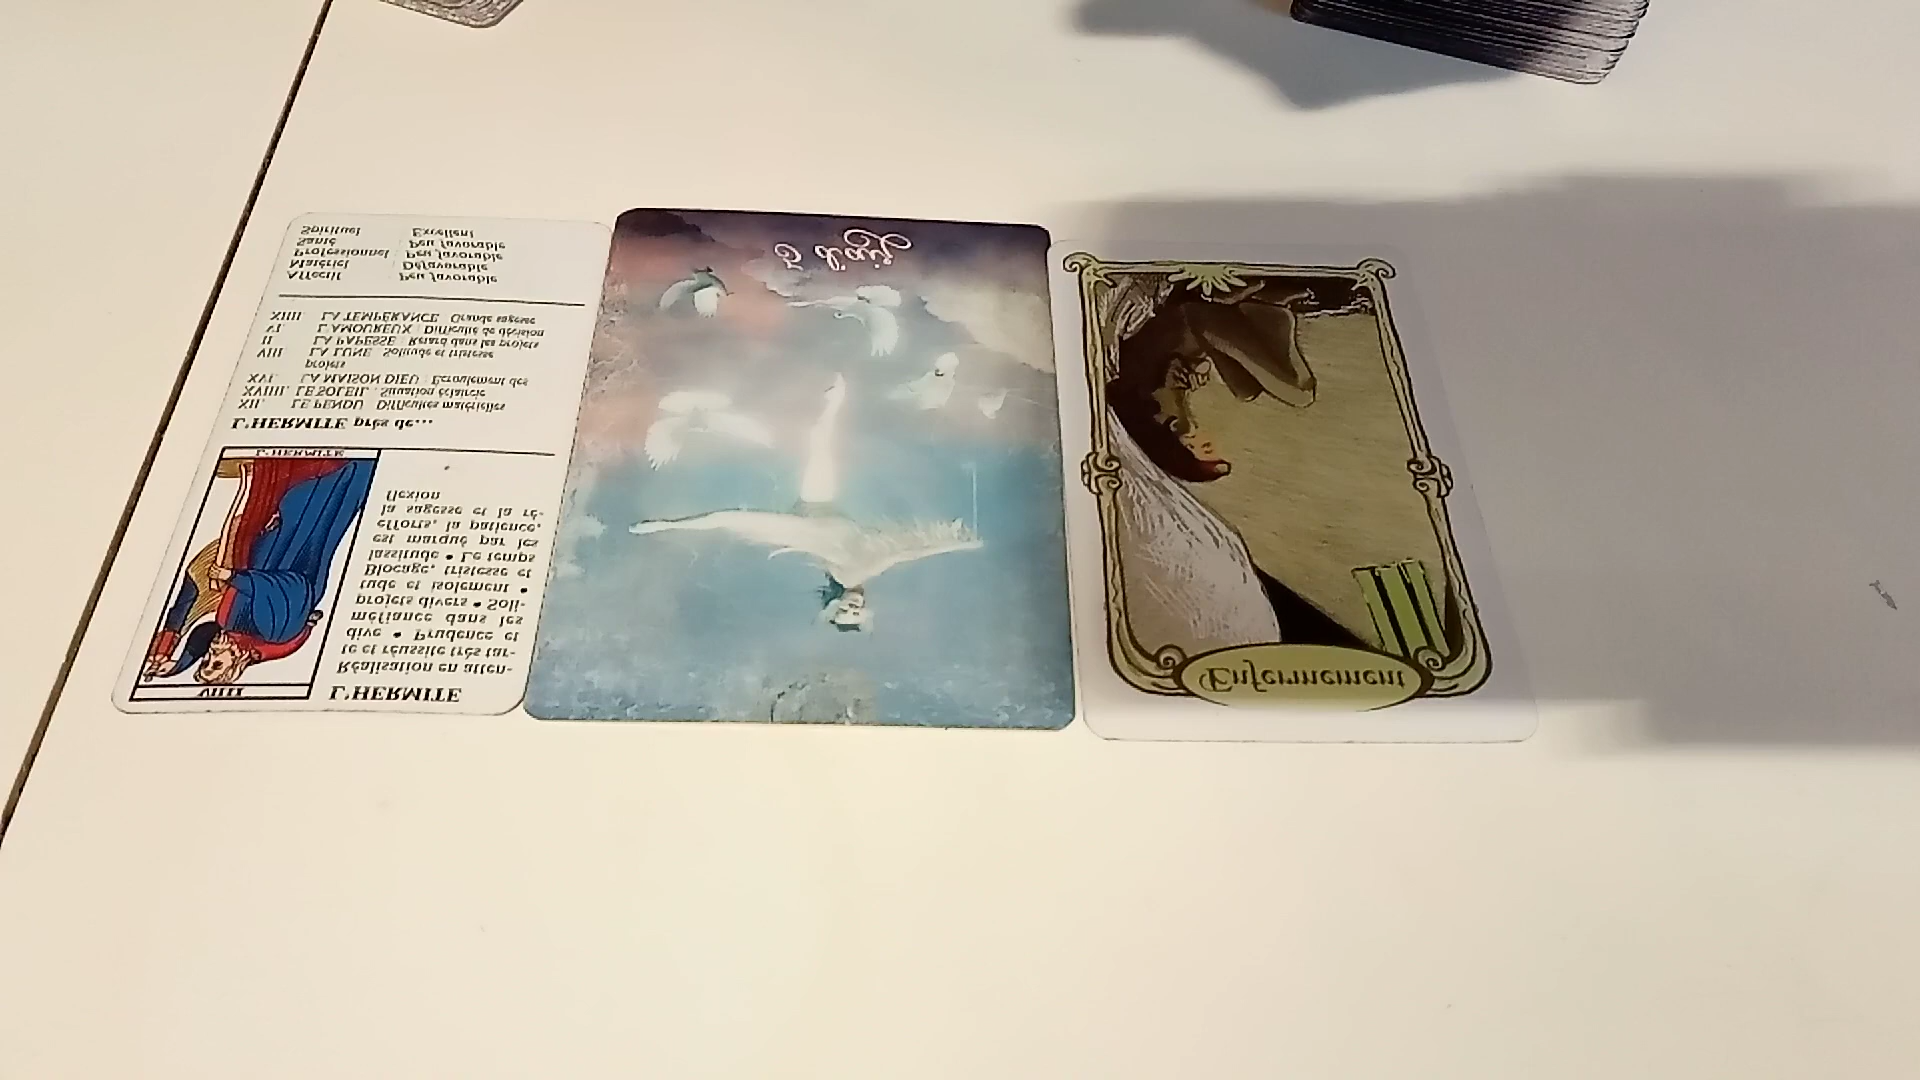 VIIII
L'HERMITE
L'HERMITE
Réalisation en atten-
te et réussite très tar-
dive • Prudence et
méfiance dans les
projets divers • Soli-
tude et isolement •
Blocage, tristesse et
lassitude • Le temps
est marqué par les
efforts, la patience,
la sagesse et la ré-
flexion
L'HERMITE près de...
XII. LE PENDU : Difficultés matérielles
XVIIII. LE SOLEIL : Situation éclaircie
XVI. LA MAISON DIEU : Ecroulement des
projets
VIII. LA LUNE : Solitude et tristesse
II. LA PAPESSE : Retard dans les projets
VI. L'AMOUREUX : Difficulté de décision
XIIII. LA TEMPERANCE : Grande sagesse
Affectif : Peu favorable
Matériel : Défavorable
Professionnel : Peu favorable
Santé : Peu favorable
Spirituel : Excellent
5 d'air
Enfermement